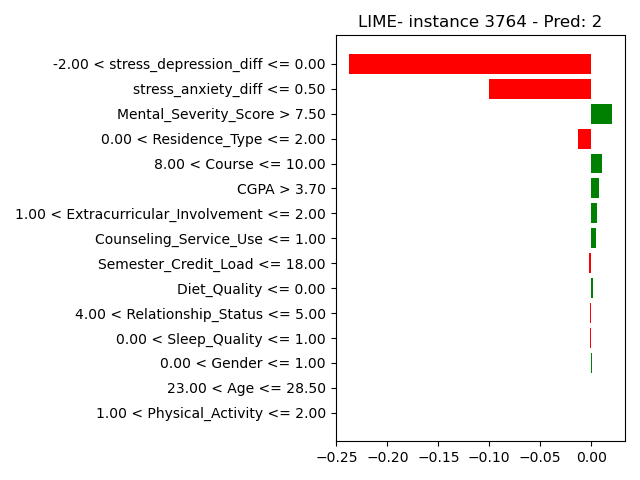 LIME- instance 3764 - Pred: 2
-2.00 < stress_depression_diff <= 0.00
stress_anxiety_diff <= 0.50
Mental_Severity_Score > 7.50
0.00 < Residence_Type <= 2.00
8.00 < Course <= 10.00
CGPA > 3.70
1.00 < Extracurricular_Involvement <= 2.00
Counseling_Service_Use <= 1.00
Semester_Credit_Load <= 18.00
Diet_Quality <= 0.00
4.00 < Relationship_Status <= 5.00
0.00 < Sleep_Quality <= 1.00
0.00 < Gender <= 1.00
23.00 < Age <= 28.50
1.00 < Physical_Activity <= 2.00
−0.25 −0.20 −0.15 −0.10 −0.05 0.00